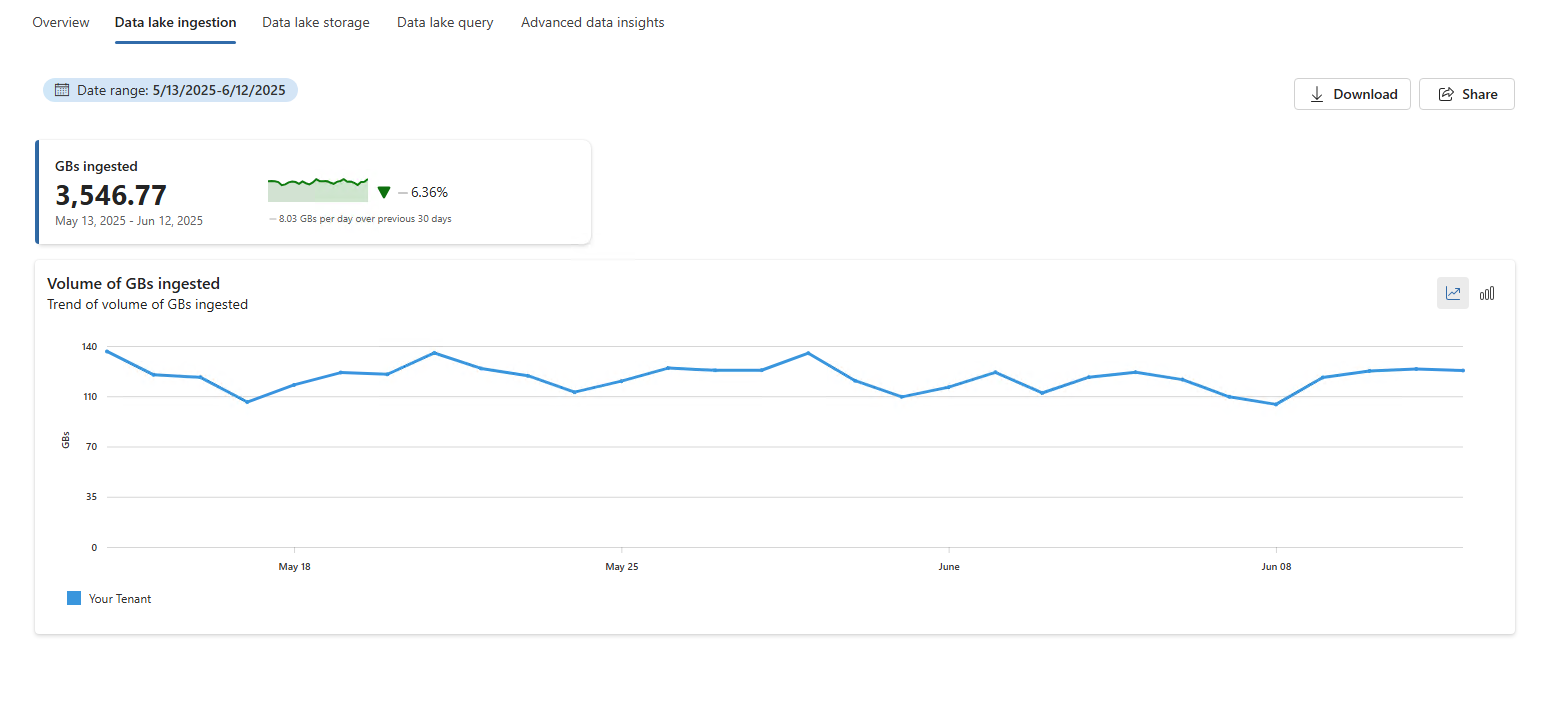 Overview Data lake ingestion Data lake storage Data lake query Advanced data insights
Date range: 5/13/2025-6/12/2025
Download Share
GBs ingested
3,546.77
May 13, 2025 - Jun 12, 2025
— 6.36%
— 8.03 GBs per day over previous 30 days
Volume of GBs ingested
Trend of volume of GBs ingested
140
110
GBs
70
35
0
May 18 May 25 June Jun 08
Your Tenant